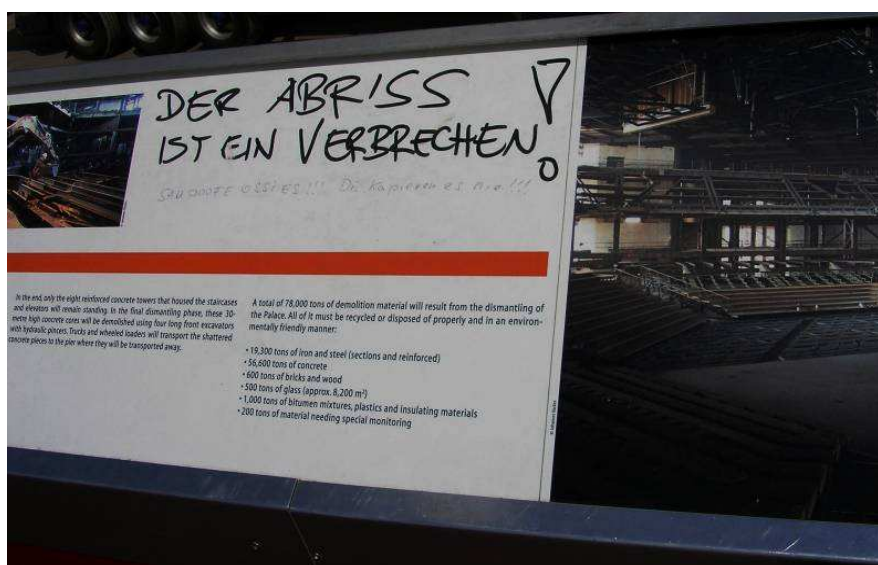 DER ABRISS
IST EIN VERBRECHEN!
SAUDOOFE OSSIES!!! Die Kapieren es nie!!!
In the end, only the eight reinforced concrete towers that housed the staircases
and elevators will remain standing. In the final dismantling phase, these 30-
metre high concrete cores will be demolished using four long front excavators
with hydraulic pincers. Trucks and wheeled loaders will transport the shattered
concrete pieces to the pier where they will be transported away.
A total of 78,000 tons of demolition material will result from the dismantling of
the Palace. All of it must be recycled or disposed of properly and in an environ-
mentally friendly manner:
• 19,300 tons of iron and steel (sections and reinforced)
• 56,600 tons of concrete
• 600 tons of bricks and wood
• 500 tons of glass (approx. 8,200 m²)
• 1,000 tons of bitumen mixtures, plastics and insulating materials
• 200 tons of material needing special monitoring